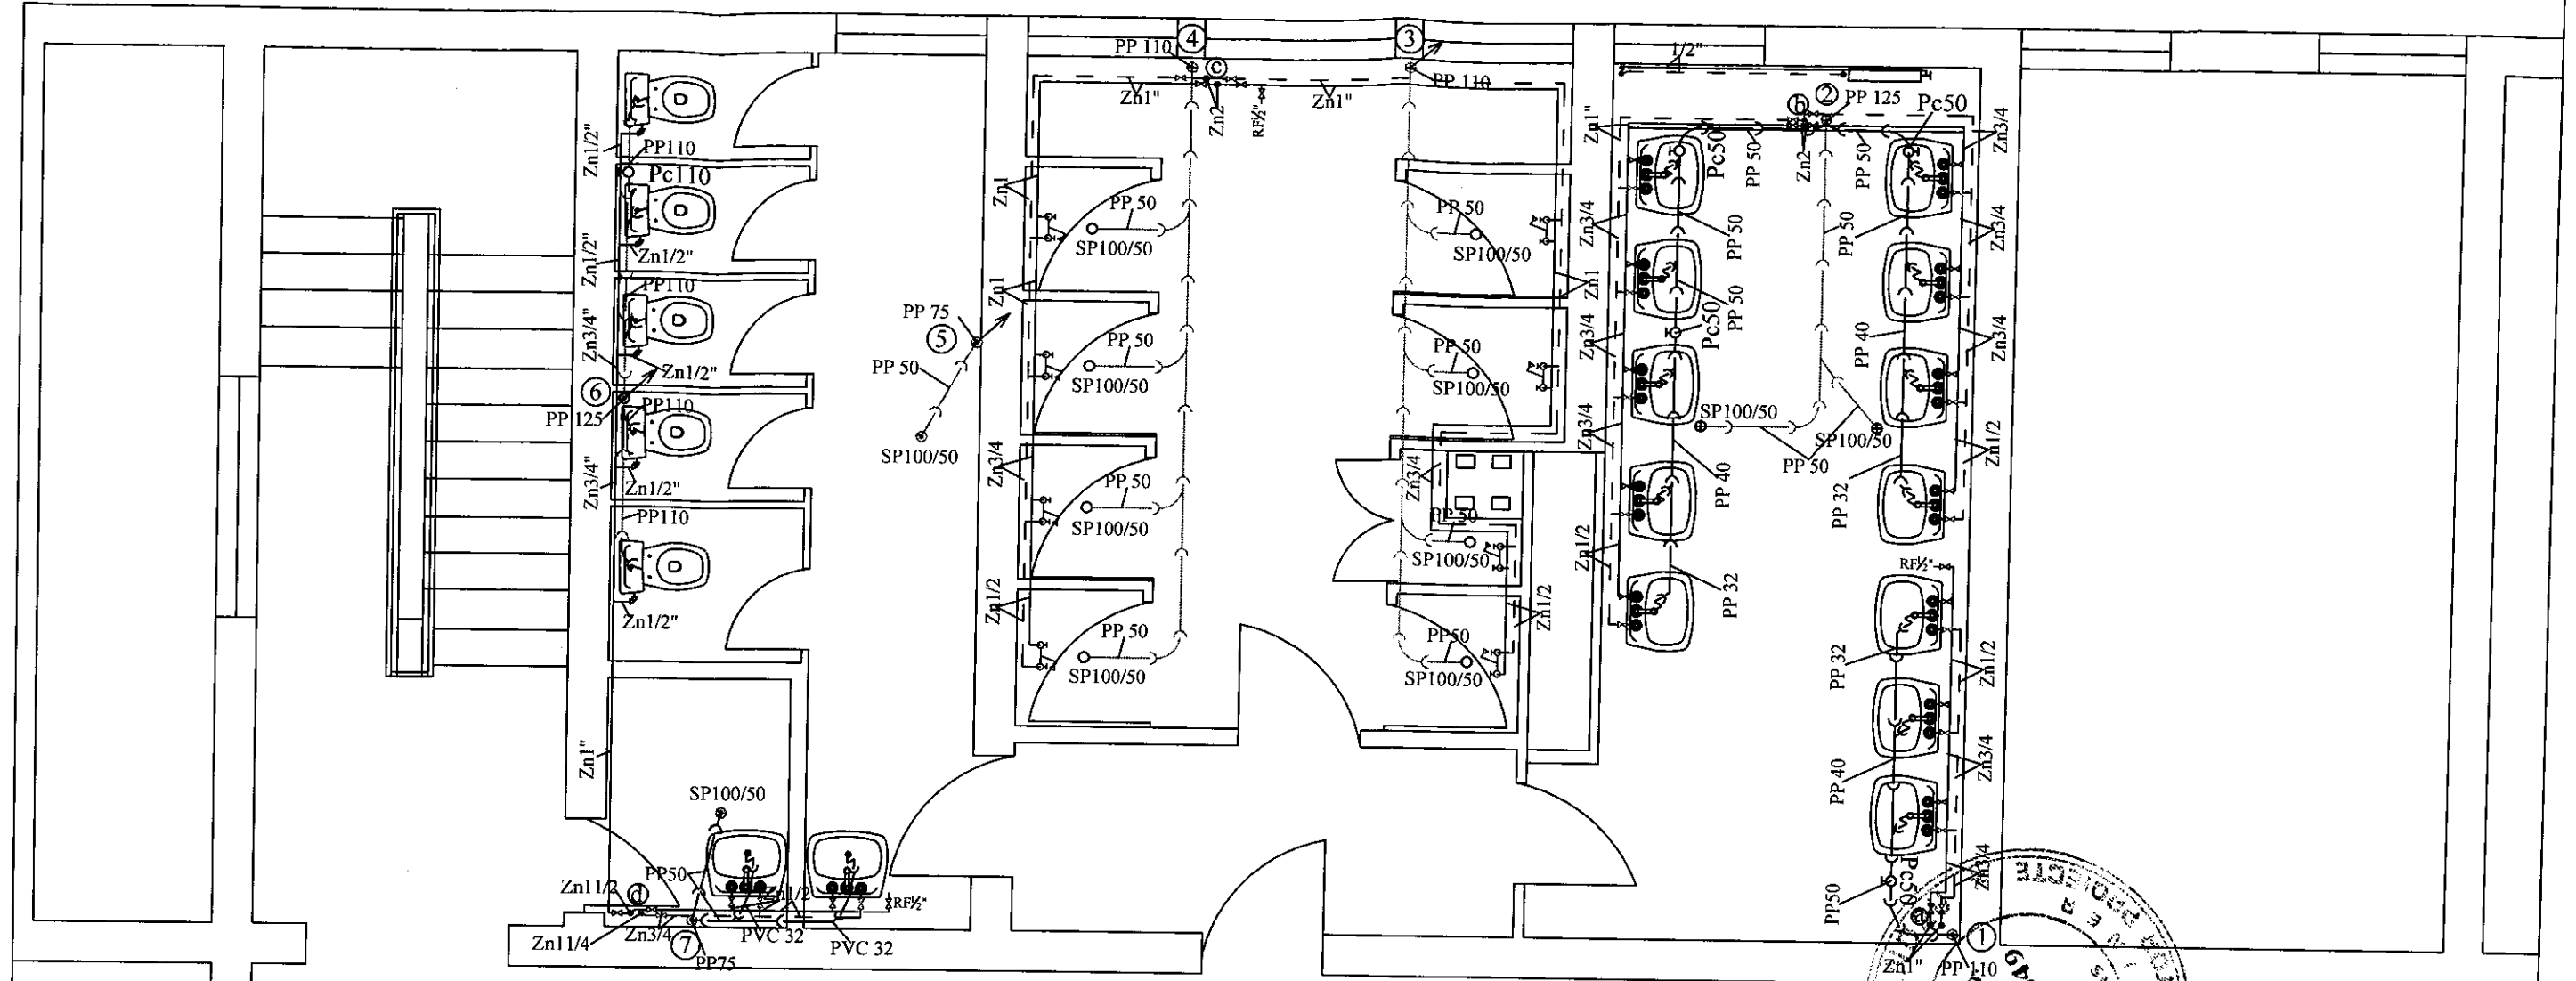 Zn1/2"
PP110
Pc110
Zn1/2"
Zn1/2"
PP110
Zn3/4"
Zn1/2"
6
PP 125
PP110
Zn3/4"
Zn1/2"
PP110
Zn1/2"
Zn1"
SP100/50
PP50
Zn11/2
d
Zn1/2
RF½"
Zn11/4
Zn3/4
7
PP75
PVC 32
PVC 32
PP 75
5
PP 50
SP100/50
PP 110
4
c
Zn1"
Zn2
RF½"
Zn1"
3
PP 110
Zn1
PP 50
SP100/50
Zn1
PP 50
SP100/50
Zn3/4
PP 50
SP100/50
Zn1/2
PP 50
SP100/50
PP 50
SP100/50
Zn1
PP 50
SP100/50
Zn3/4
PP 50
SP100/50
PP50
SP100/50
Zn1/2
1/2"
Zn1"
b
2
PP 125
Pc50
Zn3/4
Pc50
PP 50
Zn2
PP 50
Zn3/4
PP 50
PP 50
PP 50
Zn3/4
Zn3/4
PP 50
Pc50
PP 40
Zn3/4
Zn3/4
SP100/50
SP100/50
PP 50
Zn1/2
PP 40
PP 32
Zn1/2
PP 32
RF½"
PP 32
Zn1/2
PP 40
Zn3/4
Pc50
Zn3/4
PP50
a
1
Zn1"
PP 110
PROIECTE
49